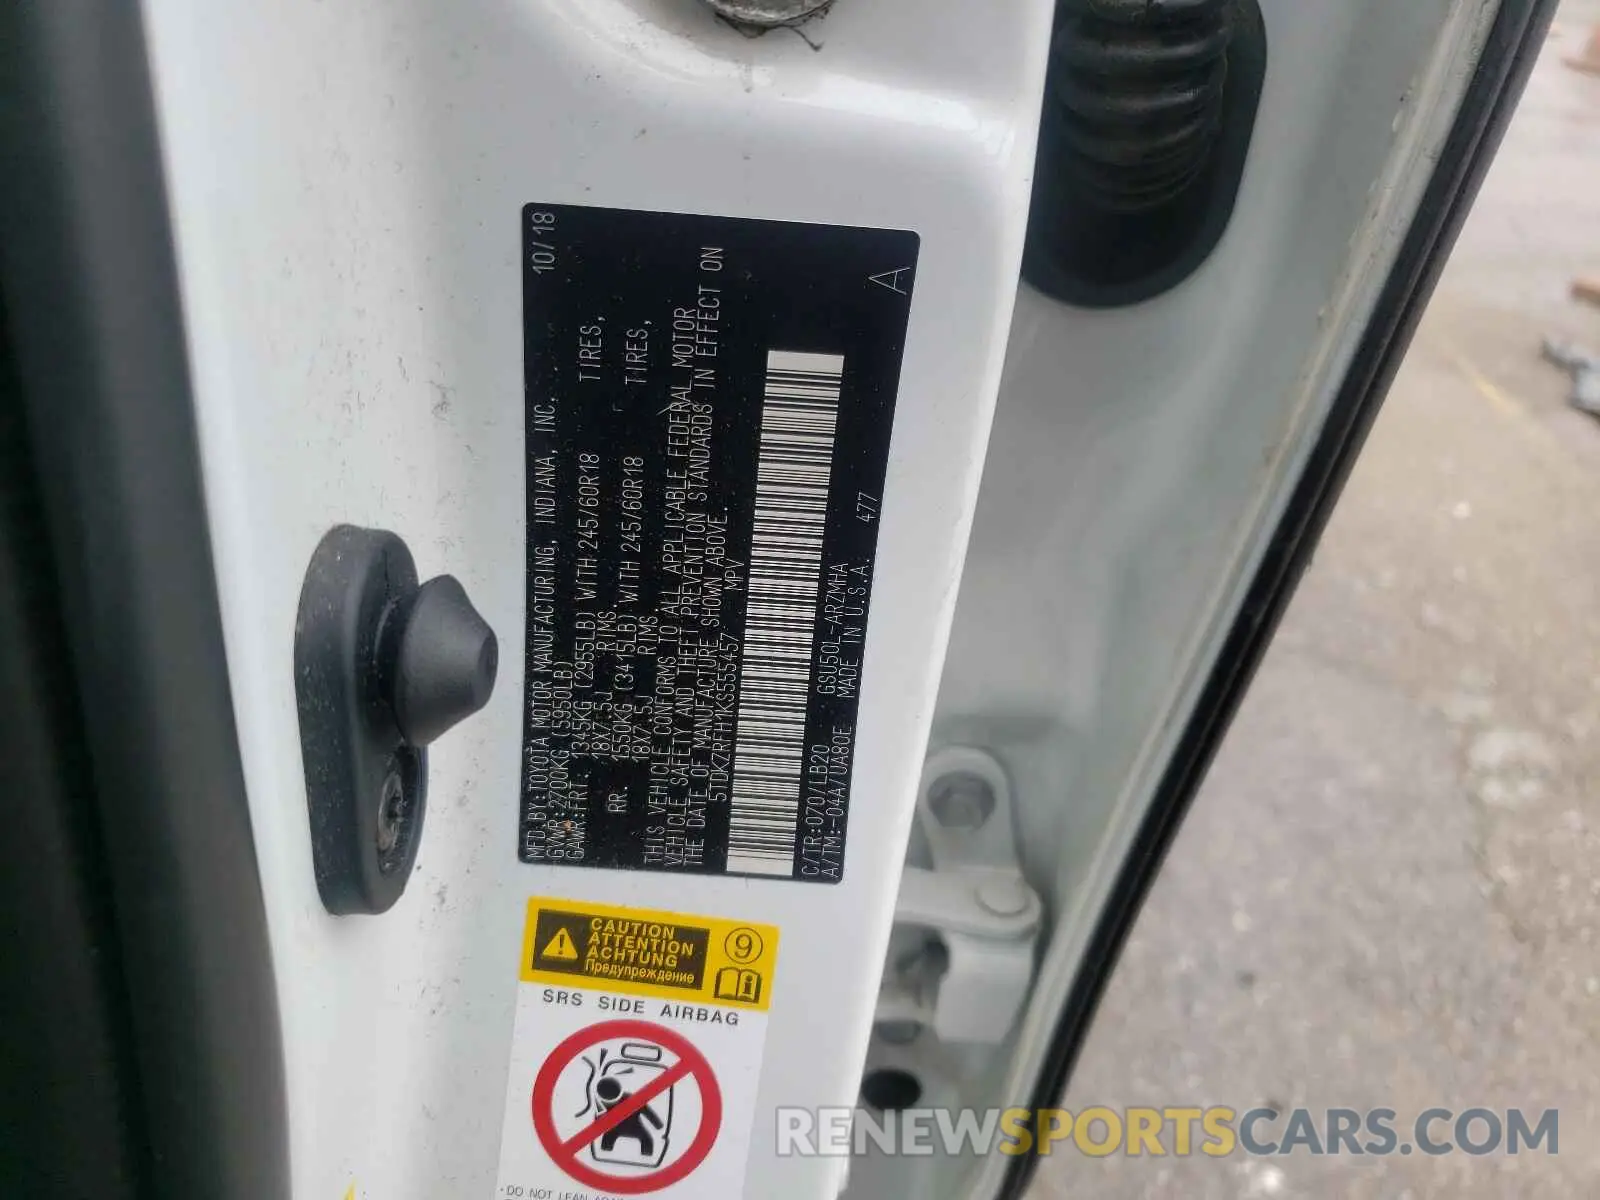 MFD.BY:TOYOTA MOTOR MANUFACTURING, INDIANA, INC. 10/18
GVWR:2700KG (5950LB)
GAWR:FRT: 1345KG (2955LB) WITH 245/60R18 TIRES,
18X7.5J RIMS.
RR. 1550KG (3415LB) WITH 245/60R18 TIRES,
18X7.5J RIMS.
THIS VEHICLE CONFORMS TO ALL APPLICABLE FEDERAL MOTOR
VEHICLE SAFETY AND THEFT PREVENTION STANDARDS IN EFFECT ON
THE DATE OF MANUFACTURE SHOWN ABOVE.
5TDKZRFH1KS555457 MPV
C/TR:070/LB20 GSU50L-ARZMHA
A/TM:-04A/UA80E MADE IN U.S.A. 477
A
CAUTION
ATTENTION
ACHTUNG
Предупреждение
9
SRS SIDE AIRBAG
· DO NOT LEAN
RENEWSPORTSCARS.COM